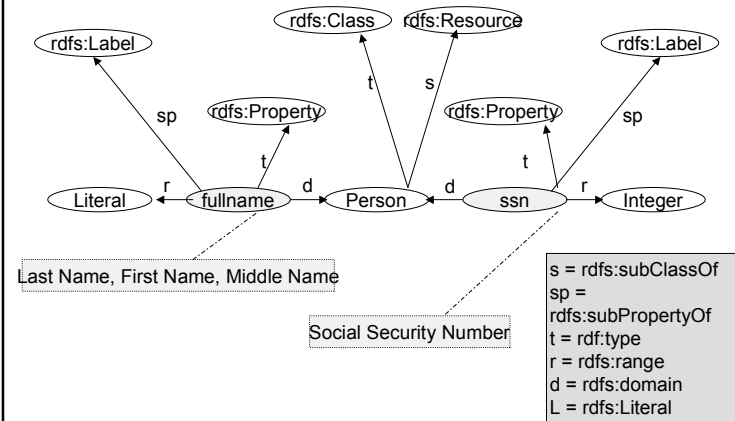 rdfs:Class rdfs:Resource
rdfs:Label rdfs:Label
t s
sp rdfs:Property rdfs:Property sp
t t
Literal r fullname d Person d ssn r Integer
Last Name, First Name, Middle Name
Social Security Number
s = rdfs:subClassOf
sp =
rdfs:subPropertyOf
t = rdf:type
r = rdfs:range
d = rdfs:domain
L = rdfs:Literal